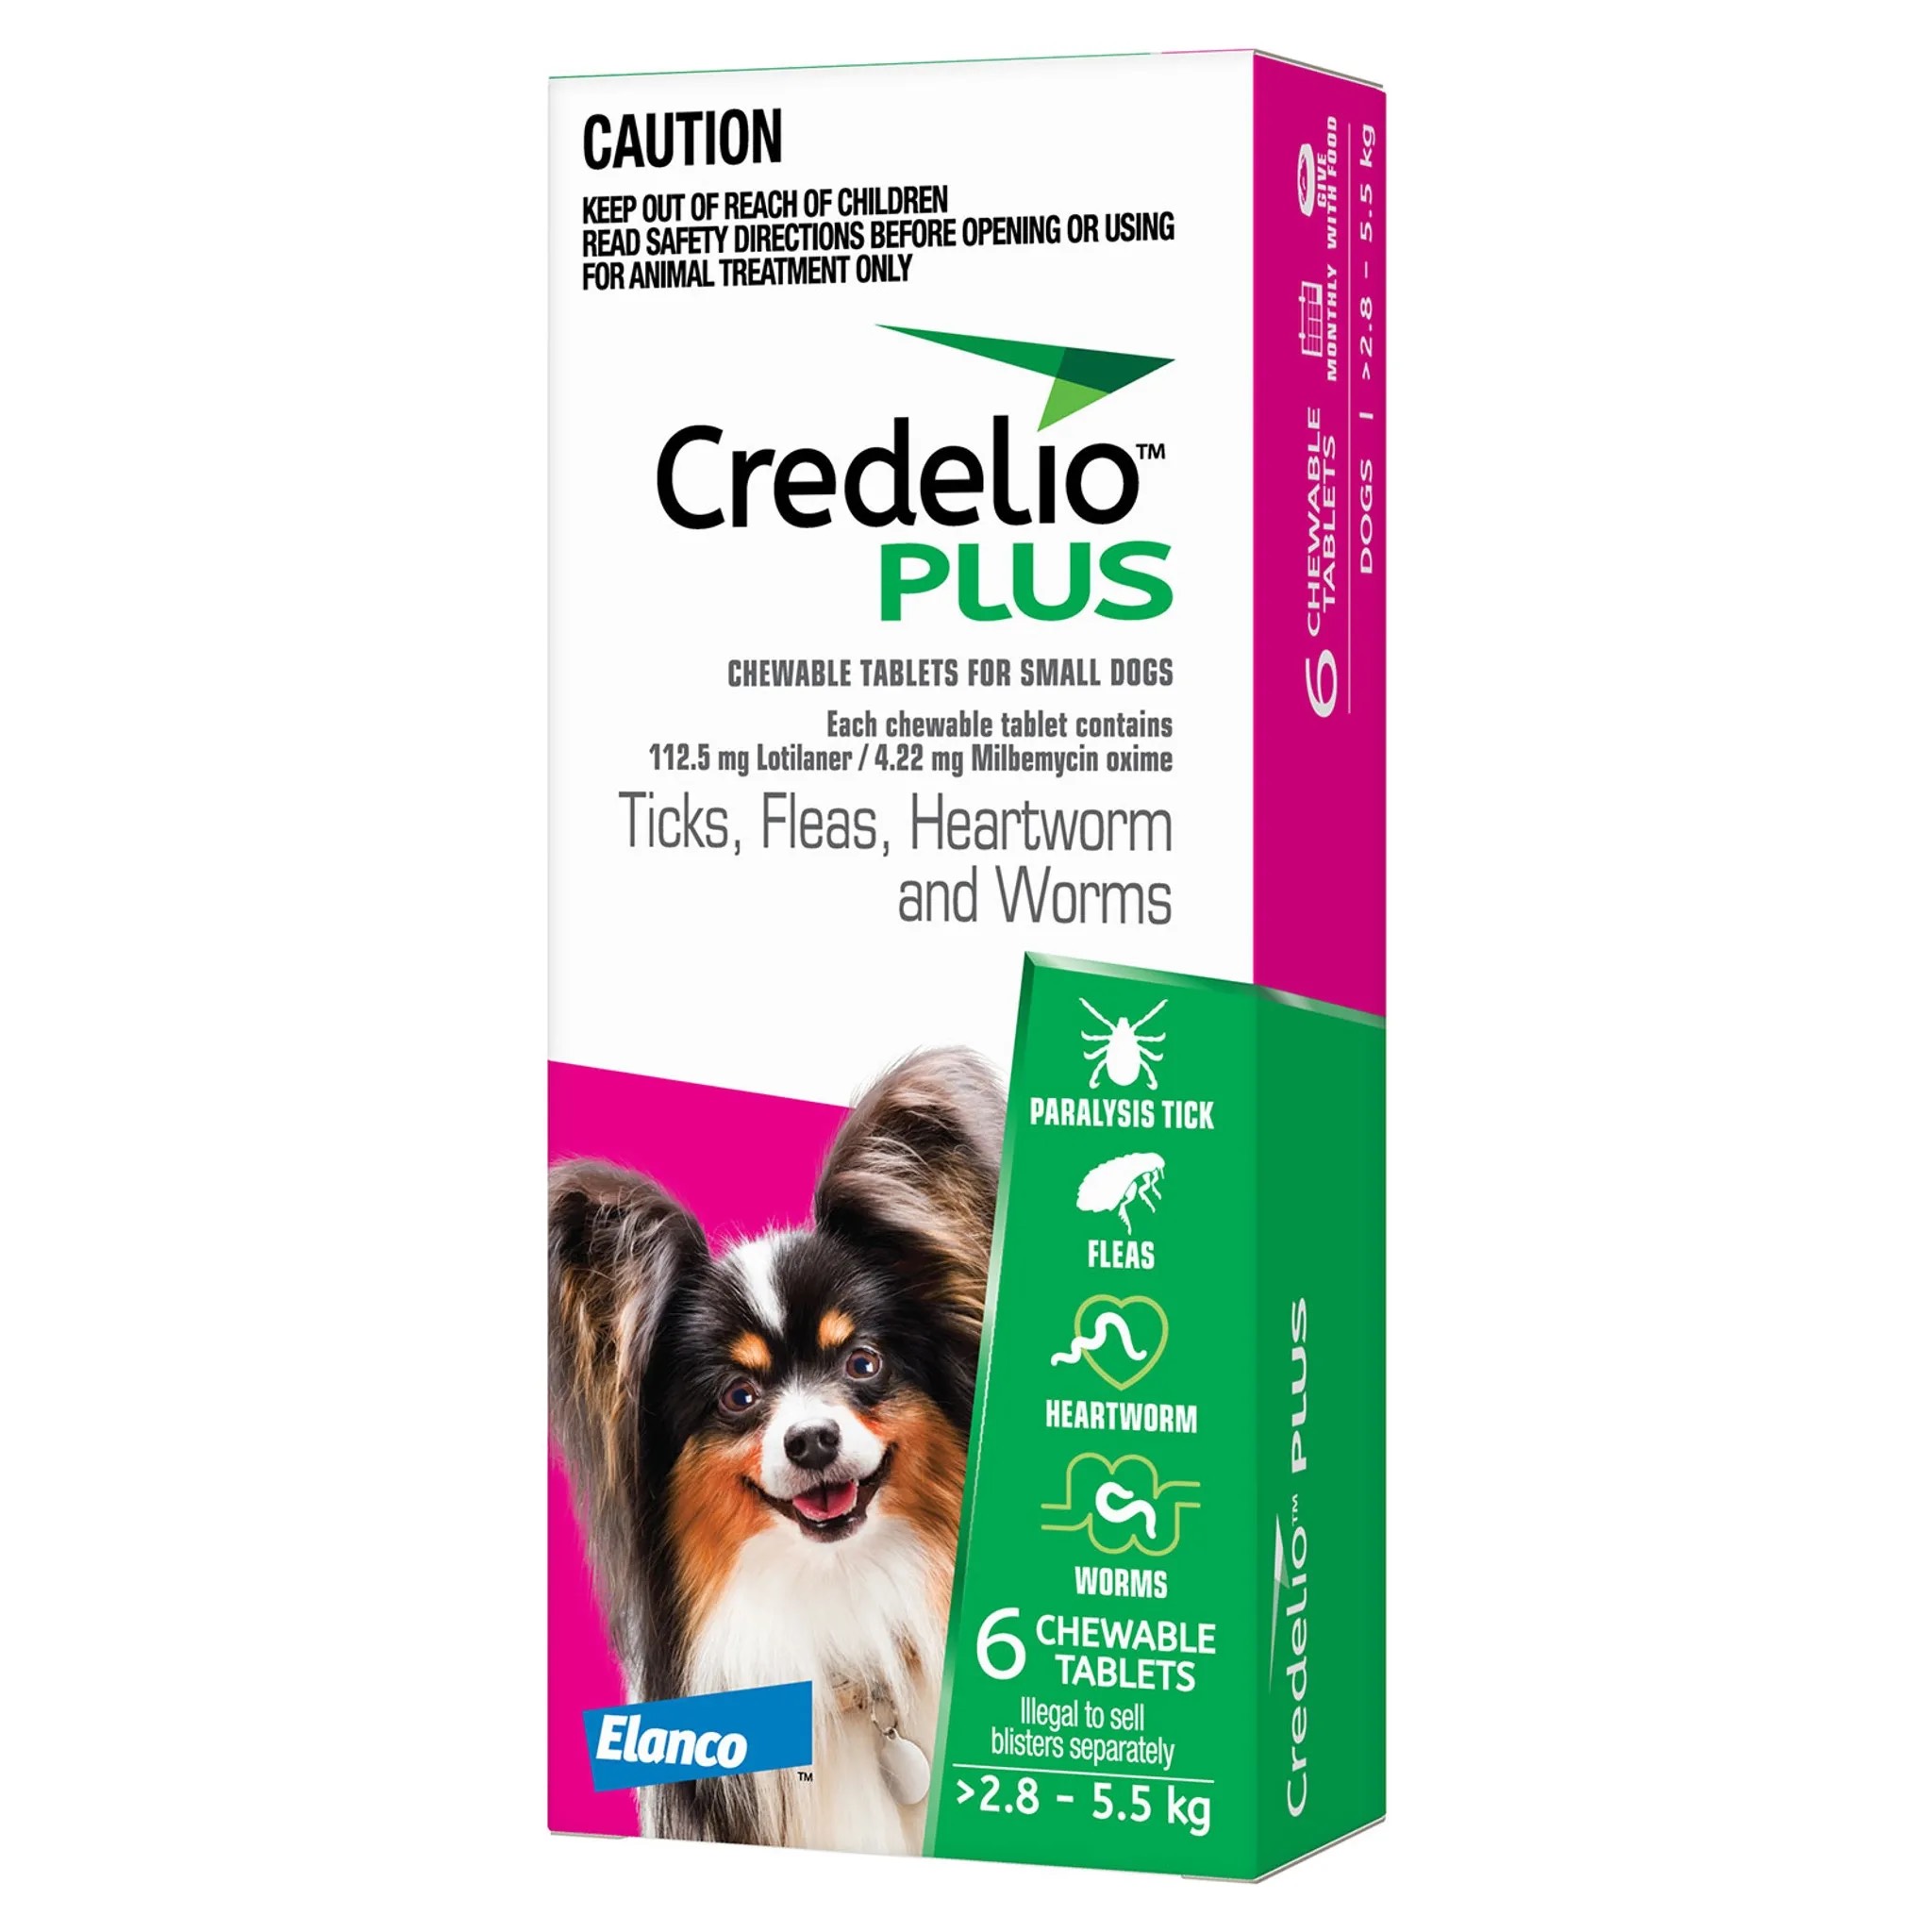 CAUTION
KEEP OUT OF REACH OF CHILDREN
READ SAFETY DIRECTIONS BEFORE OPENING OR USING
FOR ANIMAL TREATMENT ONLY
Credelio™
PLUS
CHEWABLE TABLETS FOR SMALL DOGS
Each chewable tablet contains
112.5 mg Lotilaner / 4.22 mg Milbemycin oxime
Ticks, Fleas, Heartworm
and Worms
PARALYSIS TICK
FLEAS
HEARTWORM
WORMS
6 CHEWABLE
TABLETS
Illegal to sell
blisters separately
>2.8 - 5.5 kg
Elanco
™
6 CHEWABLE
TABLETS
MONTHLY
GIVE
WITH FOOD
DOGS | >2.8 – 5.5 kg
Credelio™ PLUS